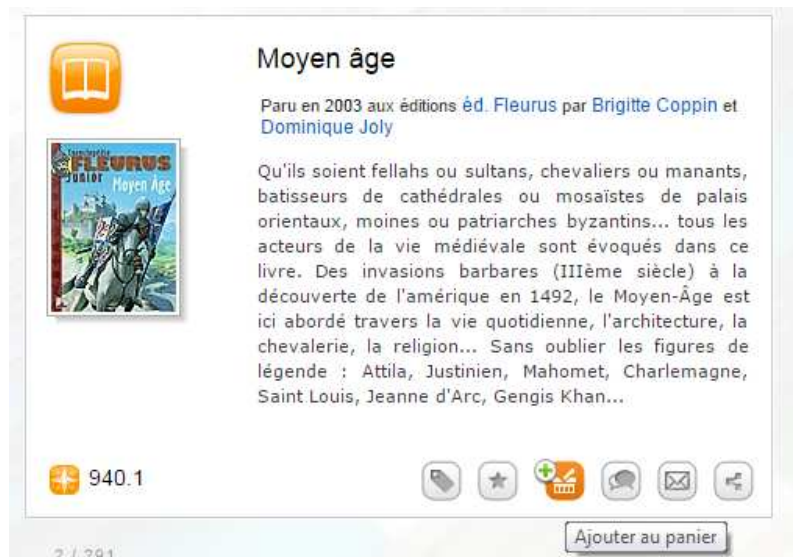 Moyen âge
Paru en 2003 aux éditions éd. Fleurus par Brigitte Coppin et
Dominique Joly
Encyclopédie
FLEURUS
JUNIOR
Moyen Âge
Qu'ils soient fellahs ou sultans, chevaliers ou manants,
batisseurs de cathédrales ou mosaïstes de palais
orientaux, moines ou patriarches byzantins... tous les
acteurs de la vie médiévale sont évoqués dans ce
livre. Des invasions barbares (IIIème siècle) à la
découverte de l'amérique en 1492, le Moyen-Âge est
ici abordé travers la vie quotidienne, l'architecture, la
chevalerie, la religion... Sans oublier les figures de
légende : Attila, Justinien, Mahomet, Charlemagne,
Saint Louis, Jeanne d'Arc, Gengis Khan...
940.1
Ajouter au panier
2 / 291